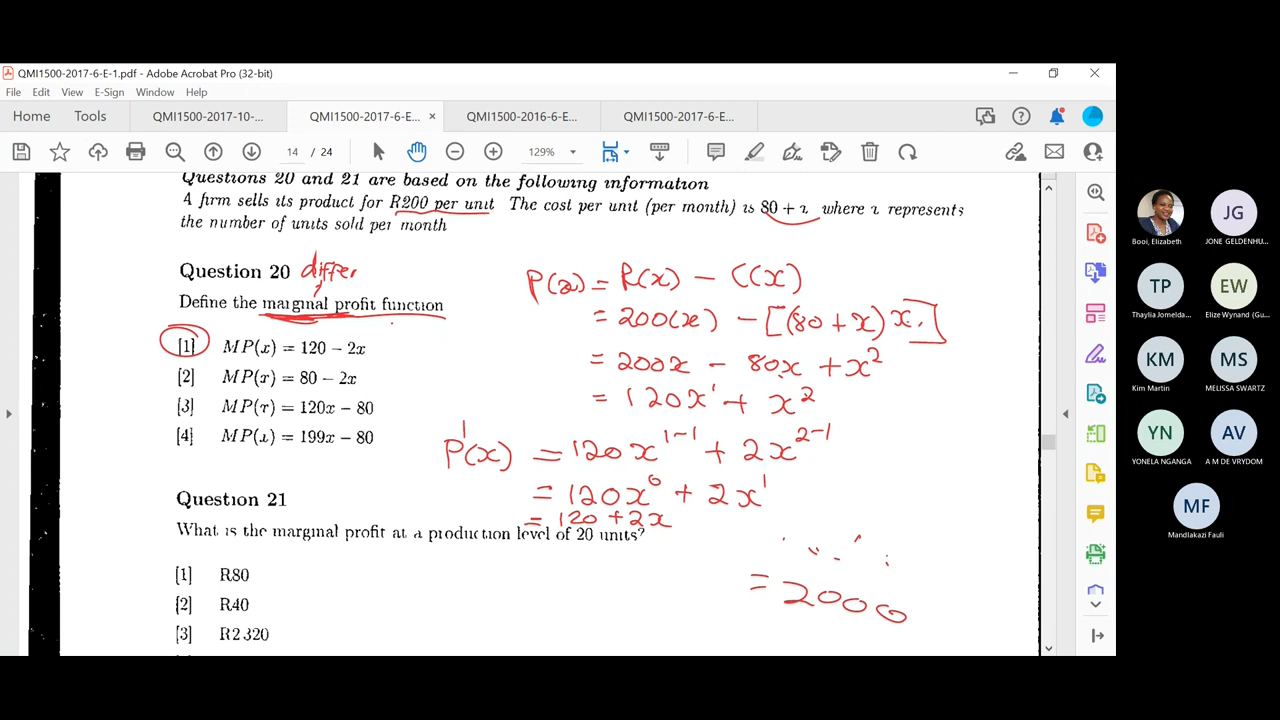 QMI1500-2017-6-E-1.pdf - Adobe Acrobat Pro (32-bit)
File Edit View E-Sign Window Help
Home Tools QMI1500-2017-10-... QMI1500-2017-6-E... × QMI1500-2016-6-E... QMI1500-2017-6-E...
14 / 24 129%
Questions 20 and 21 are based on the following information
A firm sells its product for R200 per unit The cost per unit (per month) is 80 + x where x represents
the number of units sold per month
Question 20 differ
Define the marginal profit function
[1] MP(x) = 120 − 2x
[2] MP(x) = 80 − 2x
[3] MP(x) = 120x − 80
[4] MP(x) = 199x − 80
P(x) = R(x) − C(x)
= 200(x) − [(80 + x) x.]
= 200x − 80x + x²
= 120x¹ + x²
P'(x) = 120x¹⁻¹ + 2x²⁻¹
= 120x⁰ + 2x¹
= 120 + 2x
Question 21
What is the marginal profit at a production level of 20 units?
[1] R80
[2] R40
[3] R2 320
= 2000
Booi, Elizabeth
JG
JONE GELDENHU...
TP
Thaylia Jomelda...
EW
Elize Wynand (Gu...
KM
Kim Martin
MS
MELISSA SWARTZ
YN
YONELA NGANGA
AV
A M DE VRYDOM
MF
Mandlakazi Fauli